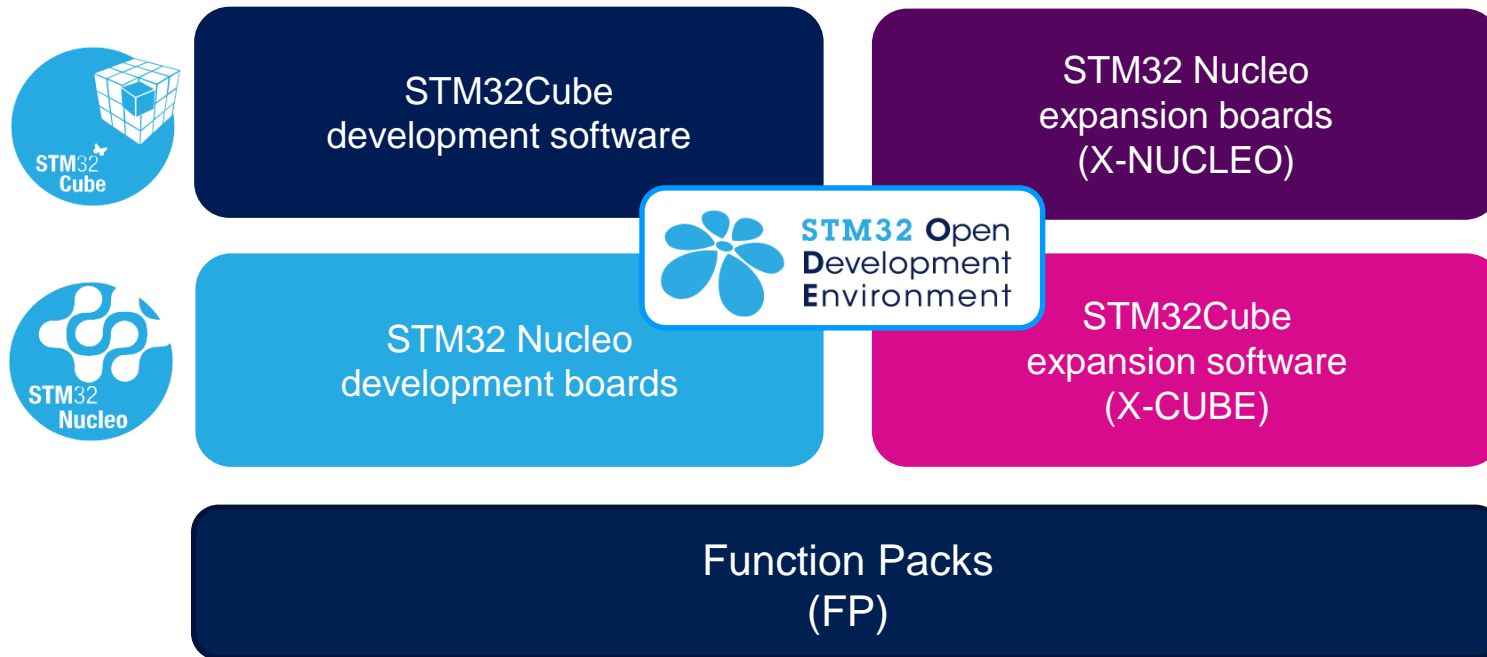 STM32
Cube
STM32Cube
development software
STM32 Nucleo
expansion boards
(X-NUCLEO)
STM32 Open
Development
Environment
STM32
Nucleo
STM32 Nucleo
development boards
STM32Cube
expansion software
(X-CUBE)
Function Packs
(FP)